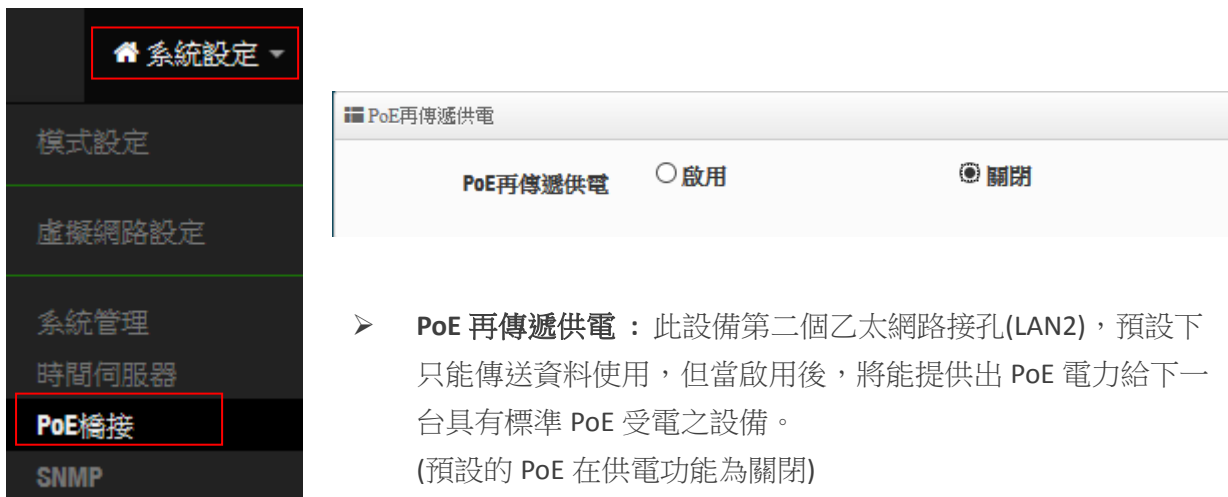 系統設定
模式設定
虛擬網路設定
系統管理
時間伺服器
PoE橋接
SNMP
PoE再傳遞供電
PoE再傳遞供電 啟用 關閉
➢ PoE 再傳遞供電 : 此設備第二個乙太網路接孔(LAN2),預設下
只能傳送資料使用,但當啟用後,將能提供出 PoE 電力給下一
台具有標準 PoE 受電之設備。
(預設的 PoE 在供電功能為關閉)